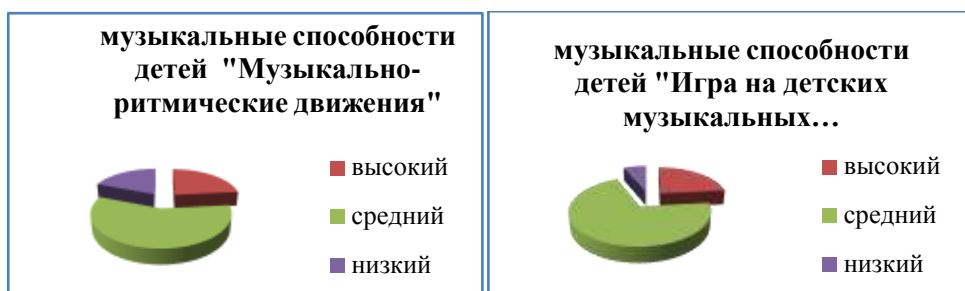 музыкальные способности
детей "Музыкально-
ритмические движения"
высокий
средний
низкий
музыкальные способности
детей "Игра на детских
музыкальных…
высокий
средний
низкий